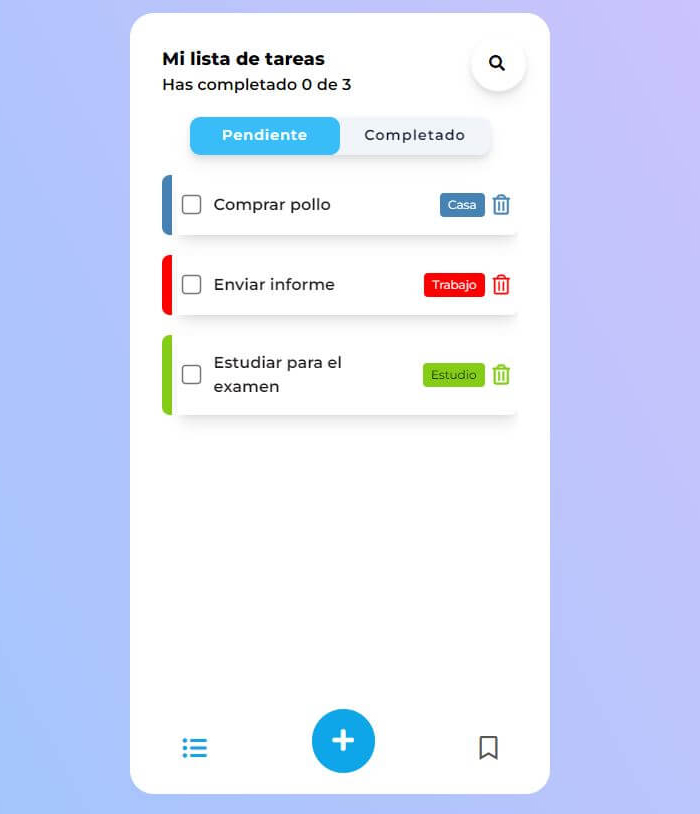 Mi lista de tareas
Has completado 0 de 3
Pendiente
Completado
Comprar pollo
Casa
Enviar informe
Trabajo
Estudiar para el
examen
Estudio